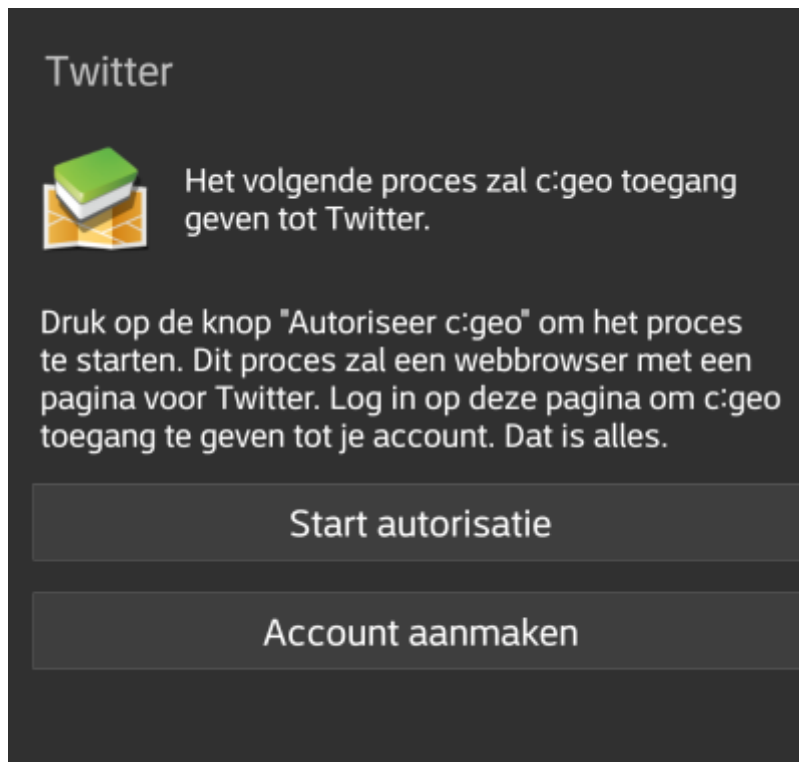 Twitter
Het volgende proces zal c:geo toegang
geven tot Twitter.
Druk op de knop "Autoriseer c:geo" om het proces
te starten. Dit proces zal een webbrowser met een
pagina voor Twitter. Log in op deze pagina om c:geo
toegang te geven tot je account. Dat is alles.
Start autorisatie
Account aanmaken